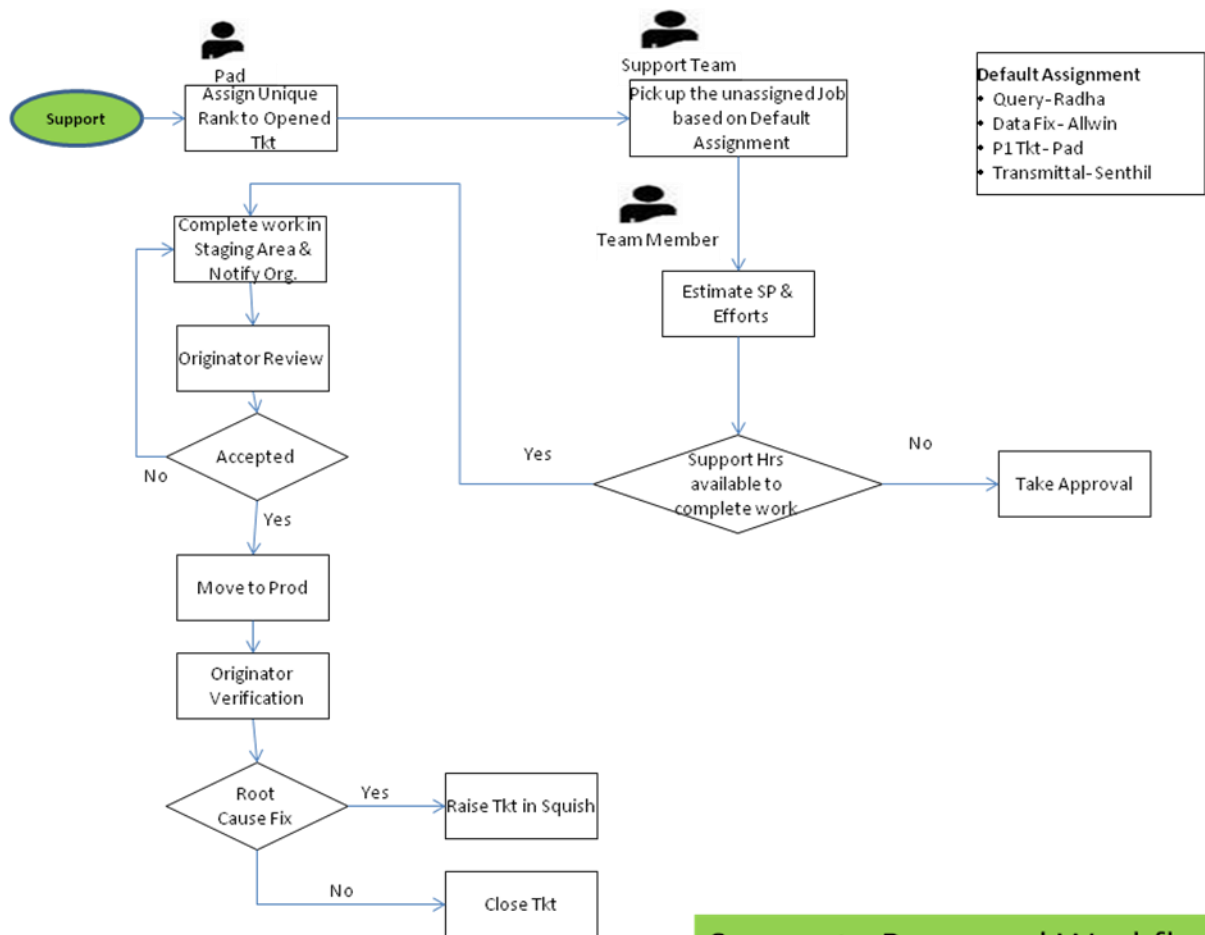 Pad
Support
Assign Unique
Rank to Opened
Tkt
Support Team
Pick up the unassigned Job
based on Default
Assignment
Default Assignment
• Query- Radha
• Data Fix - Allwin
• P1 Tkt- Pad
• Transmittal- Senthil
Team Member
Estimate SP &
Efforts
Support Hrs
available to
complete work
Yes
No
Take Approval
Complete work in
Staging Area &
Notify Org.
Originator Review
Accepted
No
Yes
Move to Prod
Originator
Verification
Root
Cause Fix
Yes
Raise Tkt in Squish
No
Close Tkt